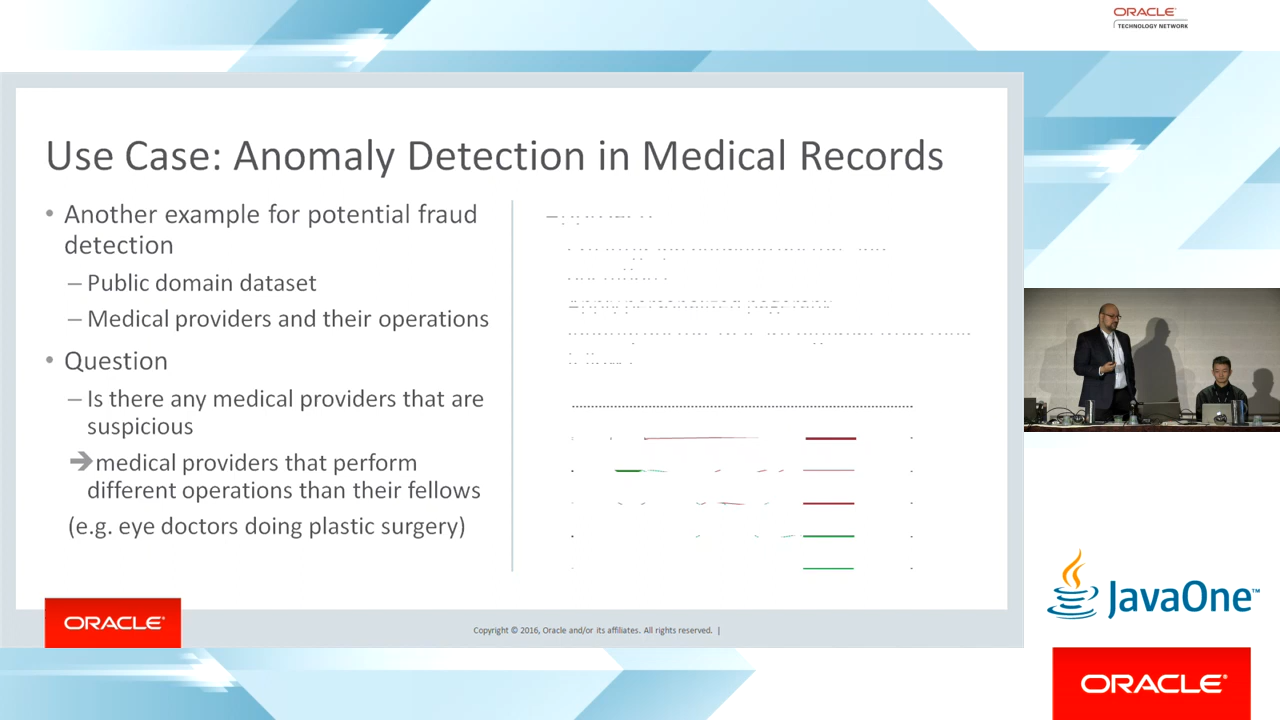 ORACLE
TECHNOLOGY NETWORK
Use Case: Anomaly Detection in Medical Records
• Another example for potential fraud
detection
– Public domain dataset
– Medical providers and their operations
• Question
– Is there any medical providers that are
suspicious
➔medical providers that perform
different operations than their fellows
(e.g. eye doctors doing plastic surgery)
ORACLE®
Copyright © 2016, Oracle and/or its affiliates. All rights reserved. |
JavaOne™
ORACLE®